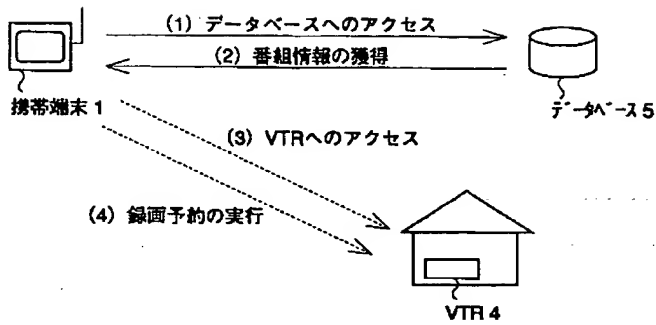 (1) データベースへのアクセス
(2) 番組情報の獲得
携帯端末 1
データベース 5
(3) VTRへのアクセス
(4) 録画予約の実行
VTR 4